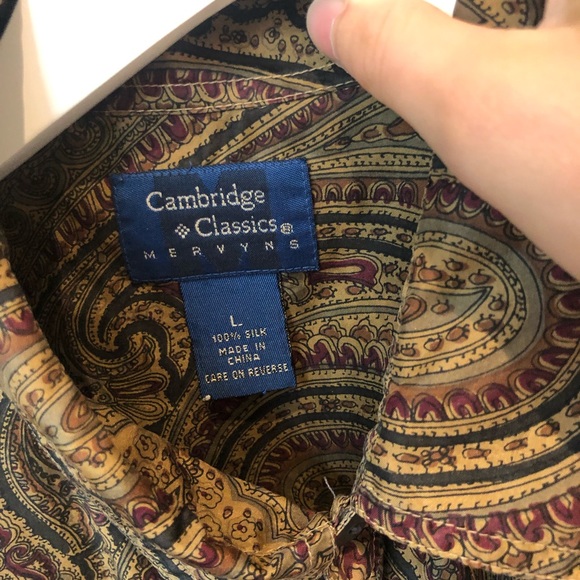 Cambridge
Classics®
MERVYNS
L
100% SILK
MADE IN
CHINA
CARE ON REVERSE